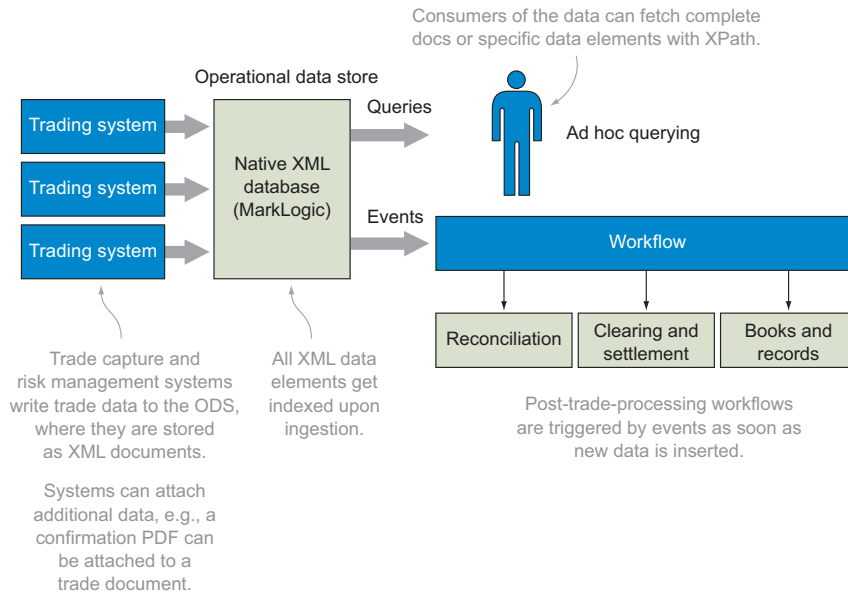 Consumers of the data can fetch complete
docs or specific data elements with XPath.
Operational data store
Trading system
Trading system
Trading system
Native XML
database
(MarkLogic)
Queries
Ad hoc querying
Events
Workflow
Reconciliation
Clearing and
settlement
Books and
records
Trade capture and
risk management systems
write trade data to the ODS,
where they are stored
as XML documents.
Systems can attach
additional data, e.g., a
confirmation PDF can
be attached to a
trade document.
All XML data
elements get
indexed upon
ingestion.
Post-trade-processing workflows
are triggered by events as soon as
new data is inserted.